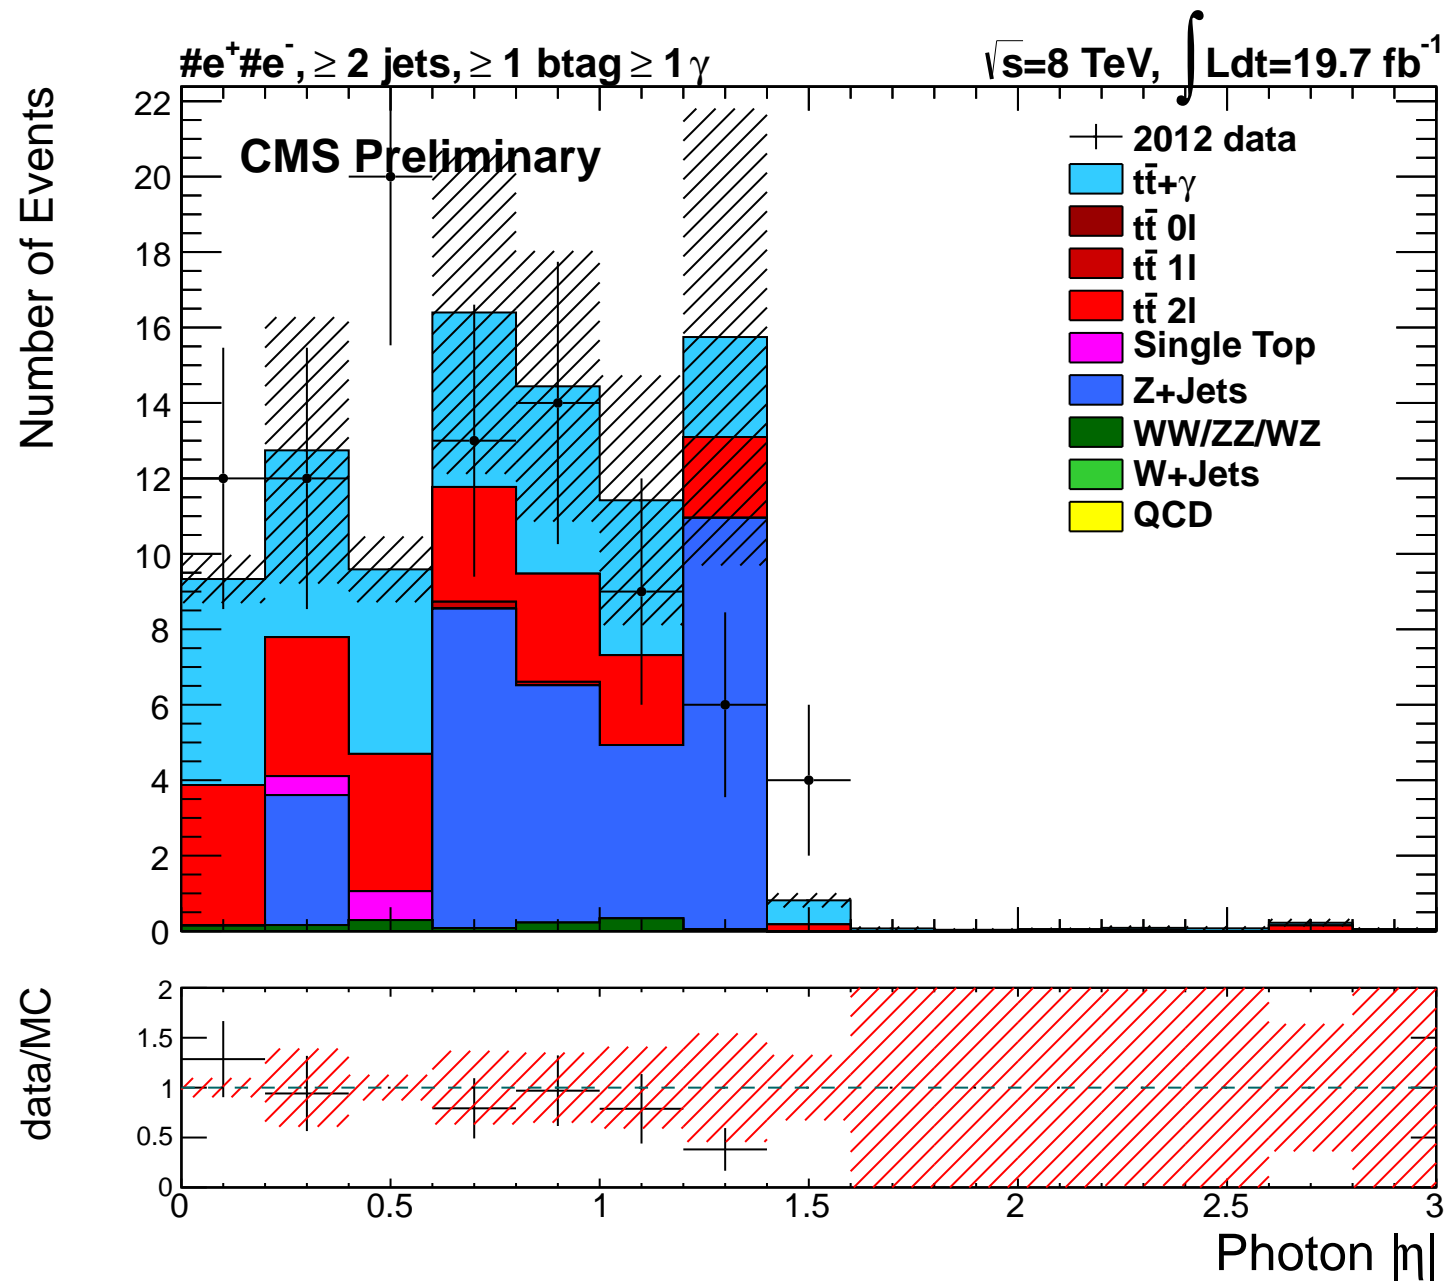 #e⁺#e⁻, ≥ 2 jets, ≥ 1 btag ≥ 1γ
√s=8 TeV, ∫Ldt=19.7 fb⁻¹
CMS Preliminary
Number of Events
22
20
18
16
14
12
10
8
6
4
2
0
2012 data
tt̄+γ
tt̄ 0l
tt̄ 1l
tt̄ 2l
Single Top
Z+Jets
WW/ZZ/WZ
W+Jets
QCD
data/MC
2
1.5
1
0.5
0
0 0.5 1 1.5 2 2.5 3
Photon |η|